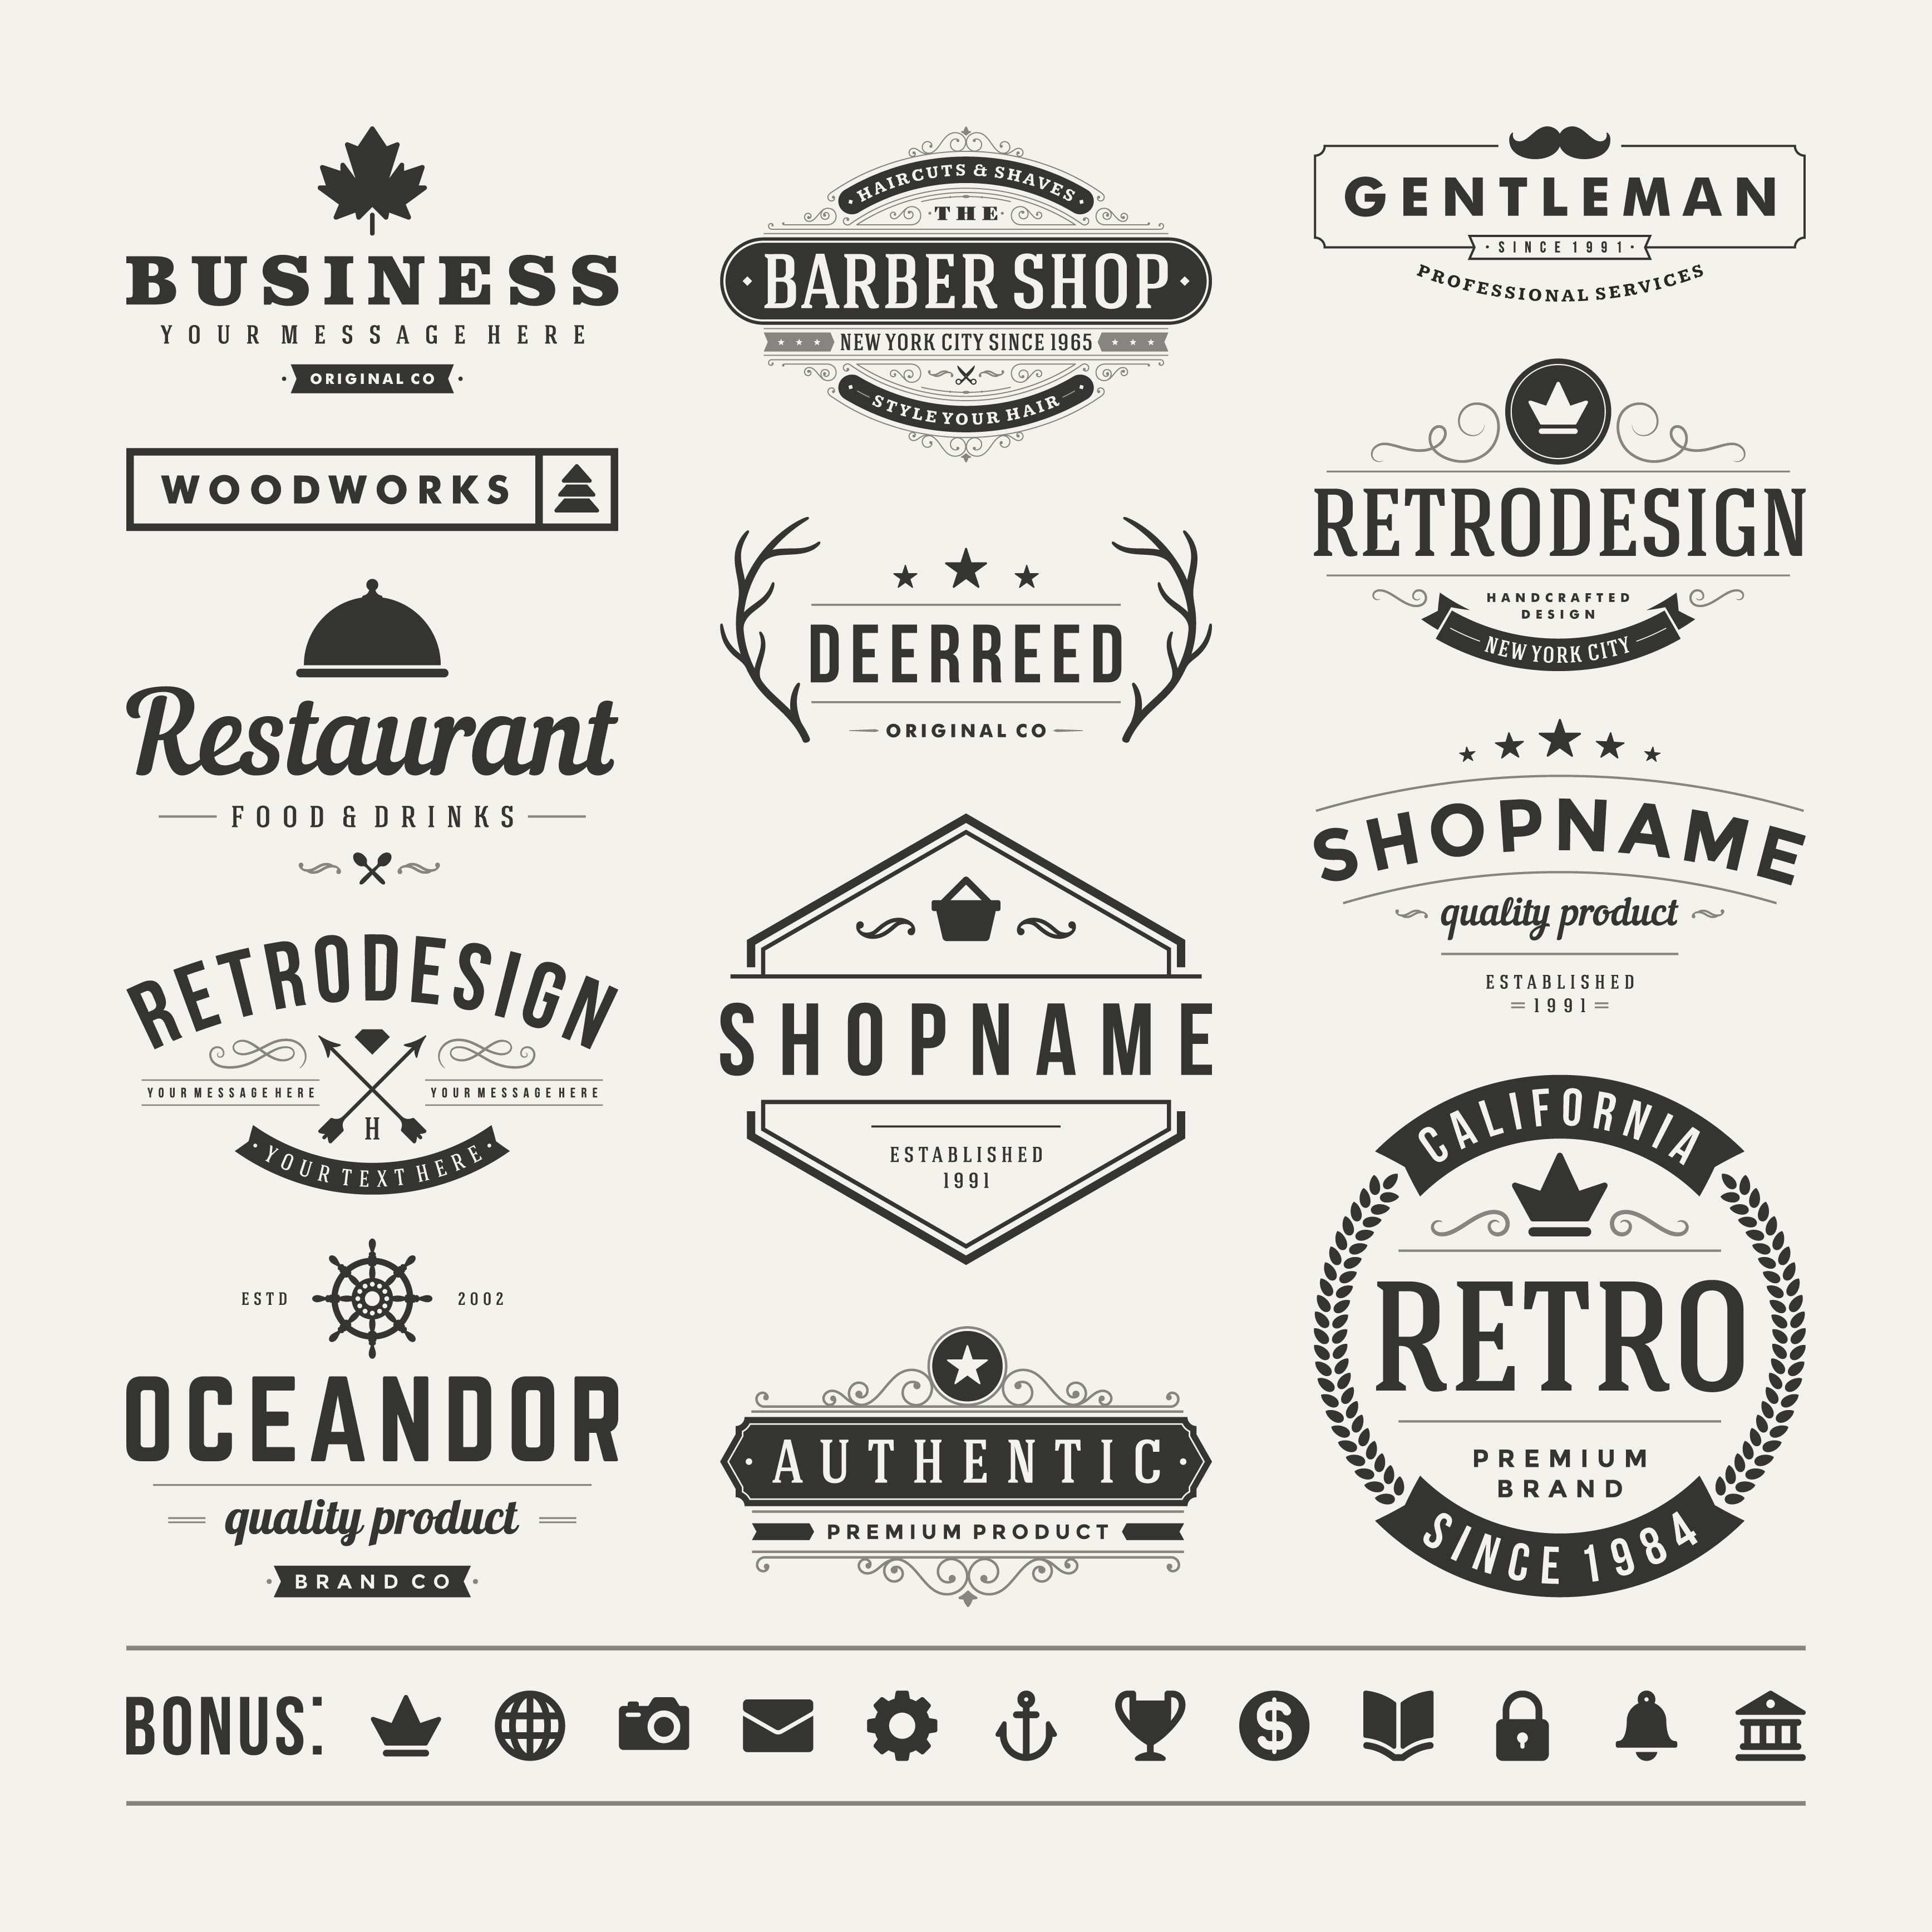 BUSINESS
YOUR MESSAGE HERE
ORIGINAL CO
WOODWORKS
Restaurant
FOOD & DRINKS
RETRODESIGN
YOUR MESSAGE HERE
YOUR MESSAGE HERE
H
YOUR TEXT HERE
ESTD 2002
OCEANDOR
quality product
BRAND CO
HAIRCUTS & SHAVES
THE
BARBER SHOP
NEW YORK CITY SINCE 1965
STYLE YOUR HAIR
DEERREED
ORIGINAL CO
SHOPNAME
ESTABLISHED
1991
AUTHENTIC
PREMIUM PRODUCT
GENTLEMAN
SINCE 1991
PROFESSIONAL SERVICES
RETRODESIGN
HANDCRAFTED
DESIGN
NEW YORK CITY
SHOPNAME
quality product
ESTABLISHED
1991
CALIFORNIA
RETRO
PREMIUM
BRAND
SINCE 1984
BONUS: $